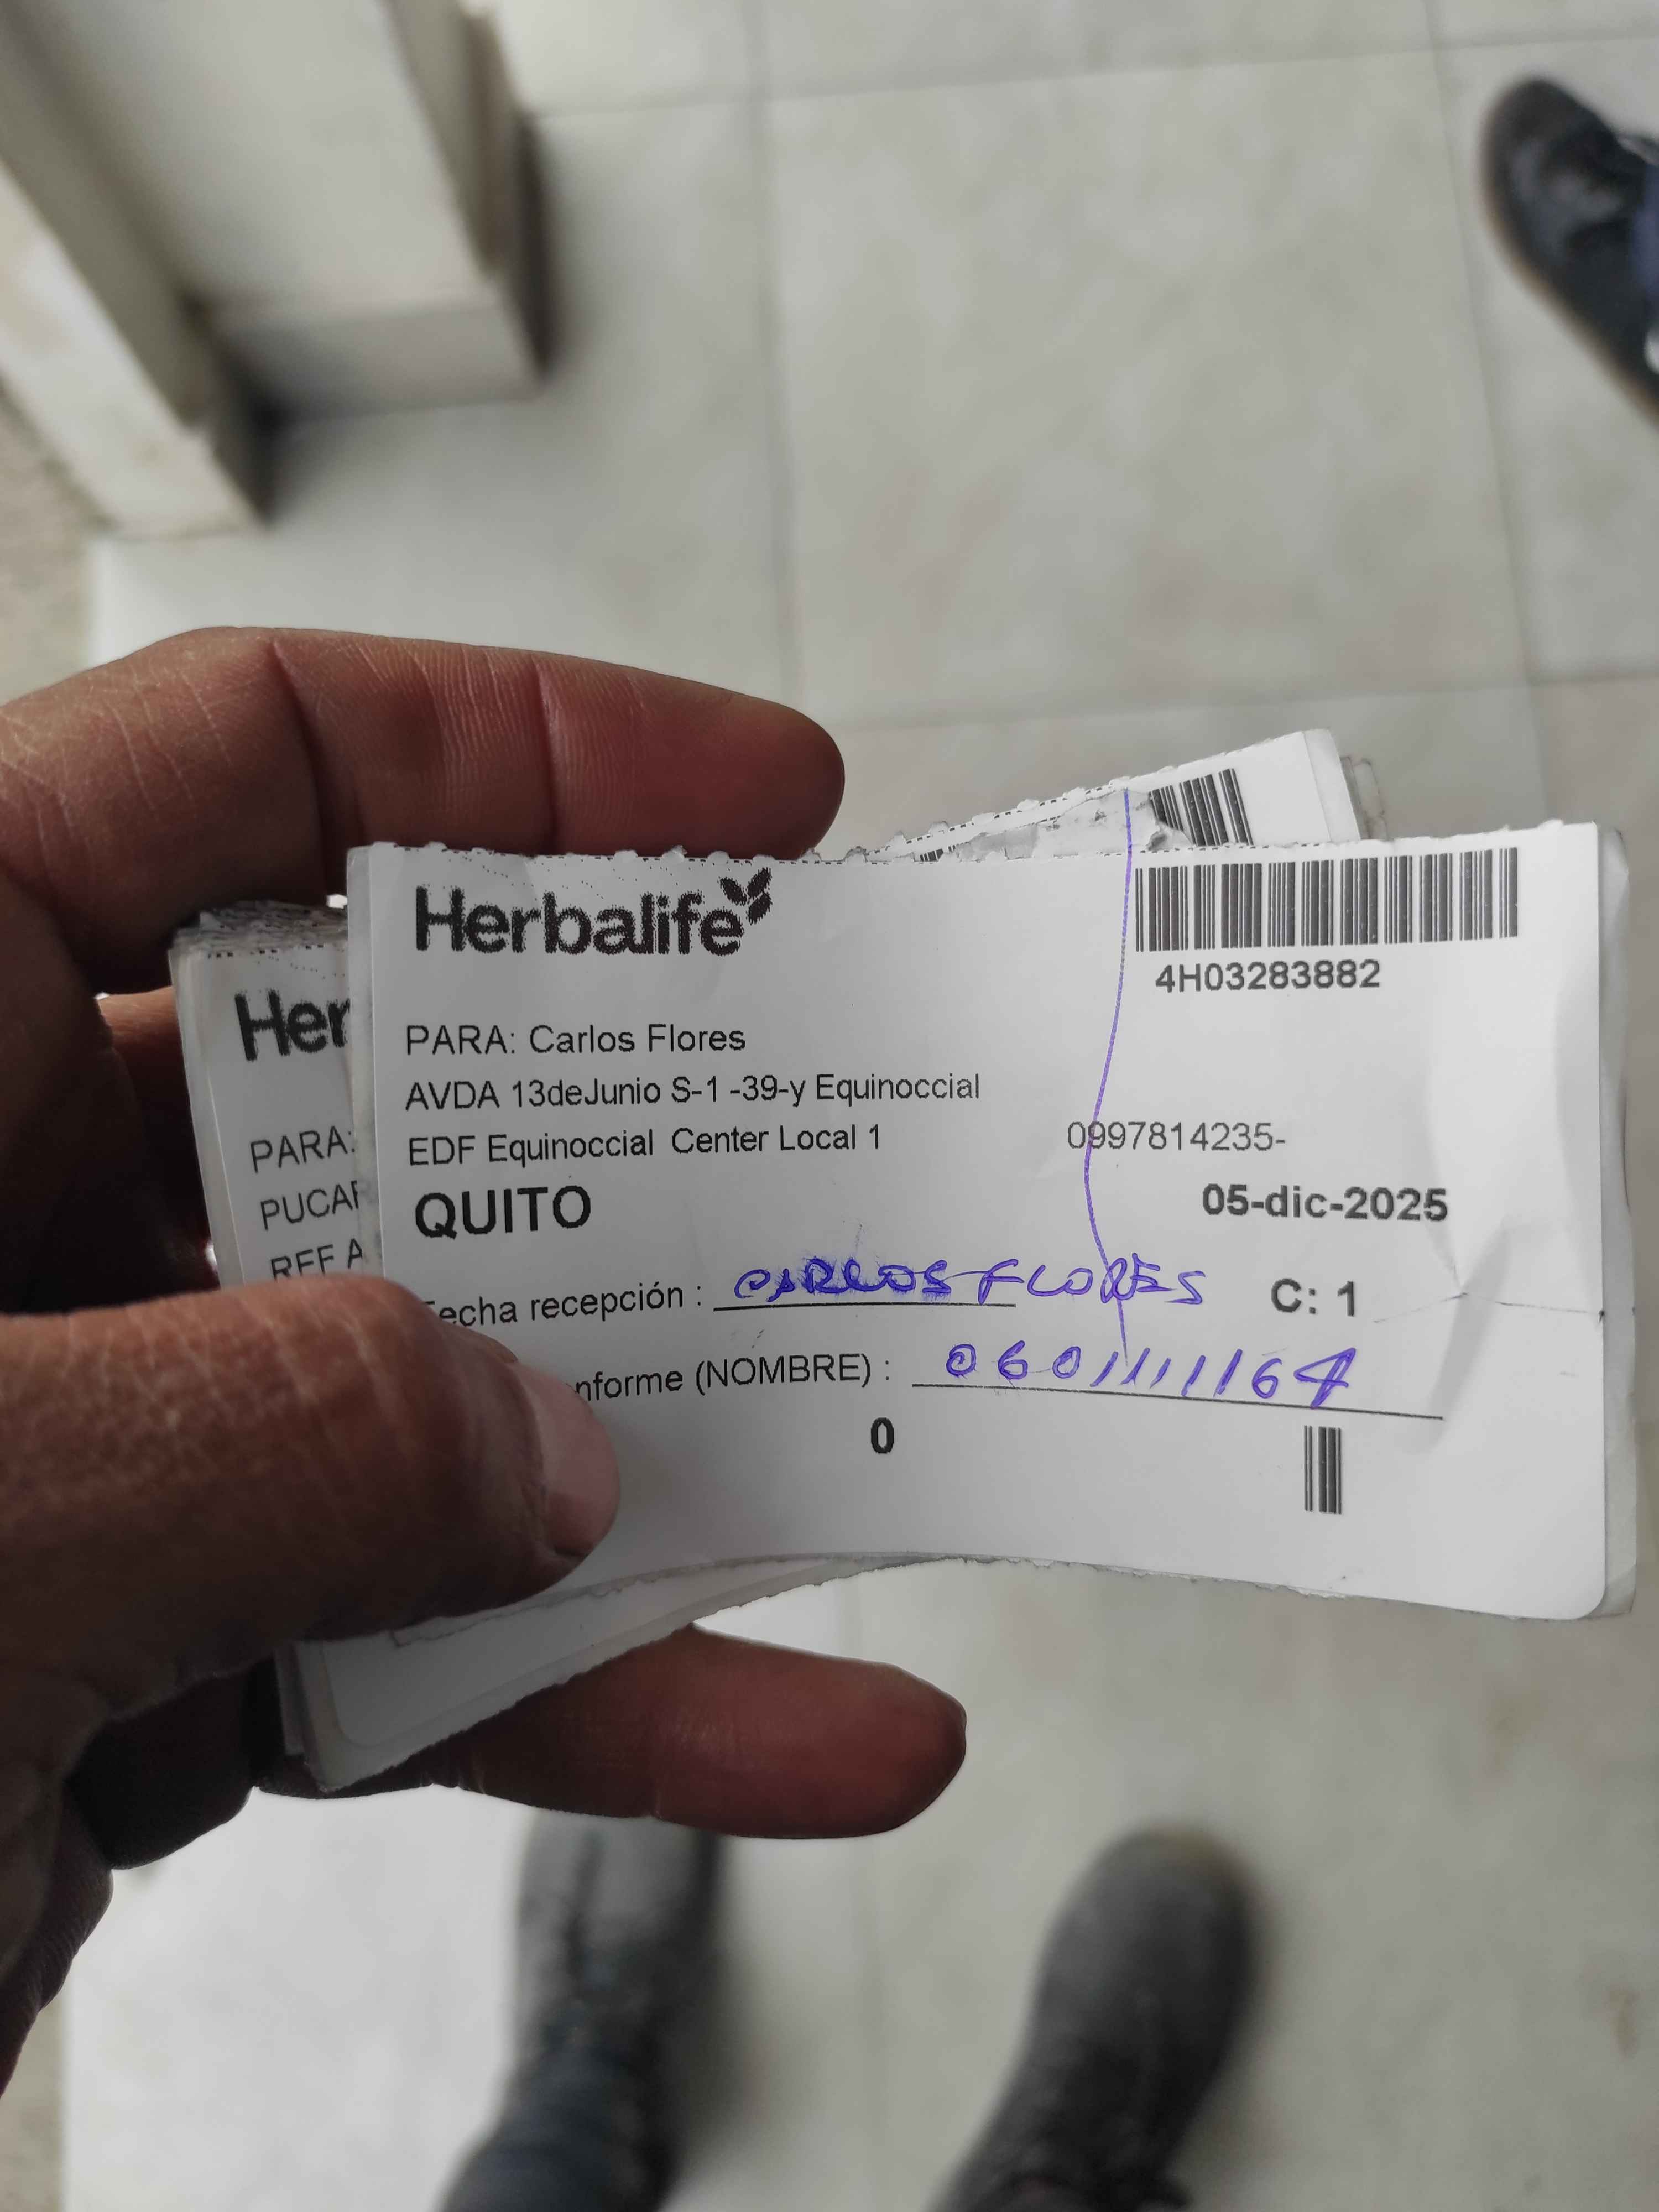 Herbalife
4H03283882
PARA: Carlos Flores
AVDA 13deJunio S-1 -39-y Equinoccial
EDF Equinoccial Center Local 1 0997814235-
QUITO 05-dic-2025
echa recepción : CARLOS FLORES C: 1
nforme (NOMBRE) : 0601111164
0
Her
PARA:
PUCA
REF A